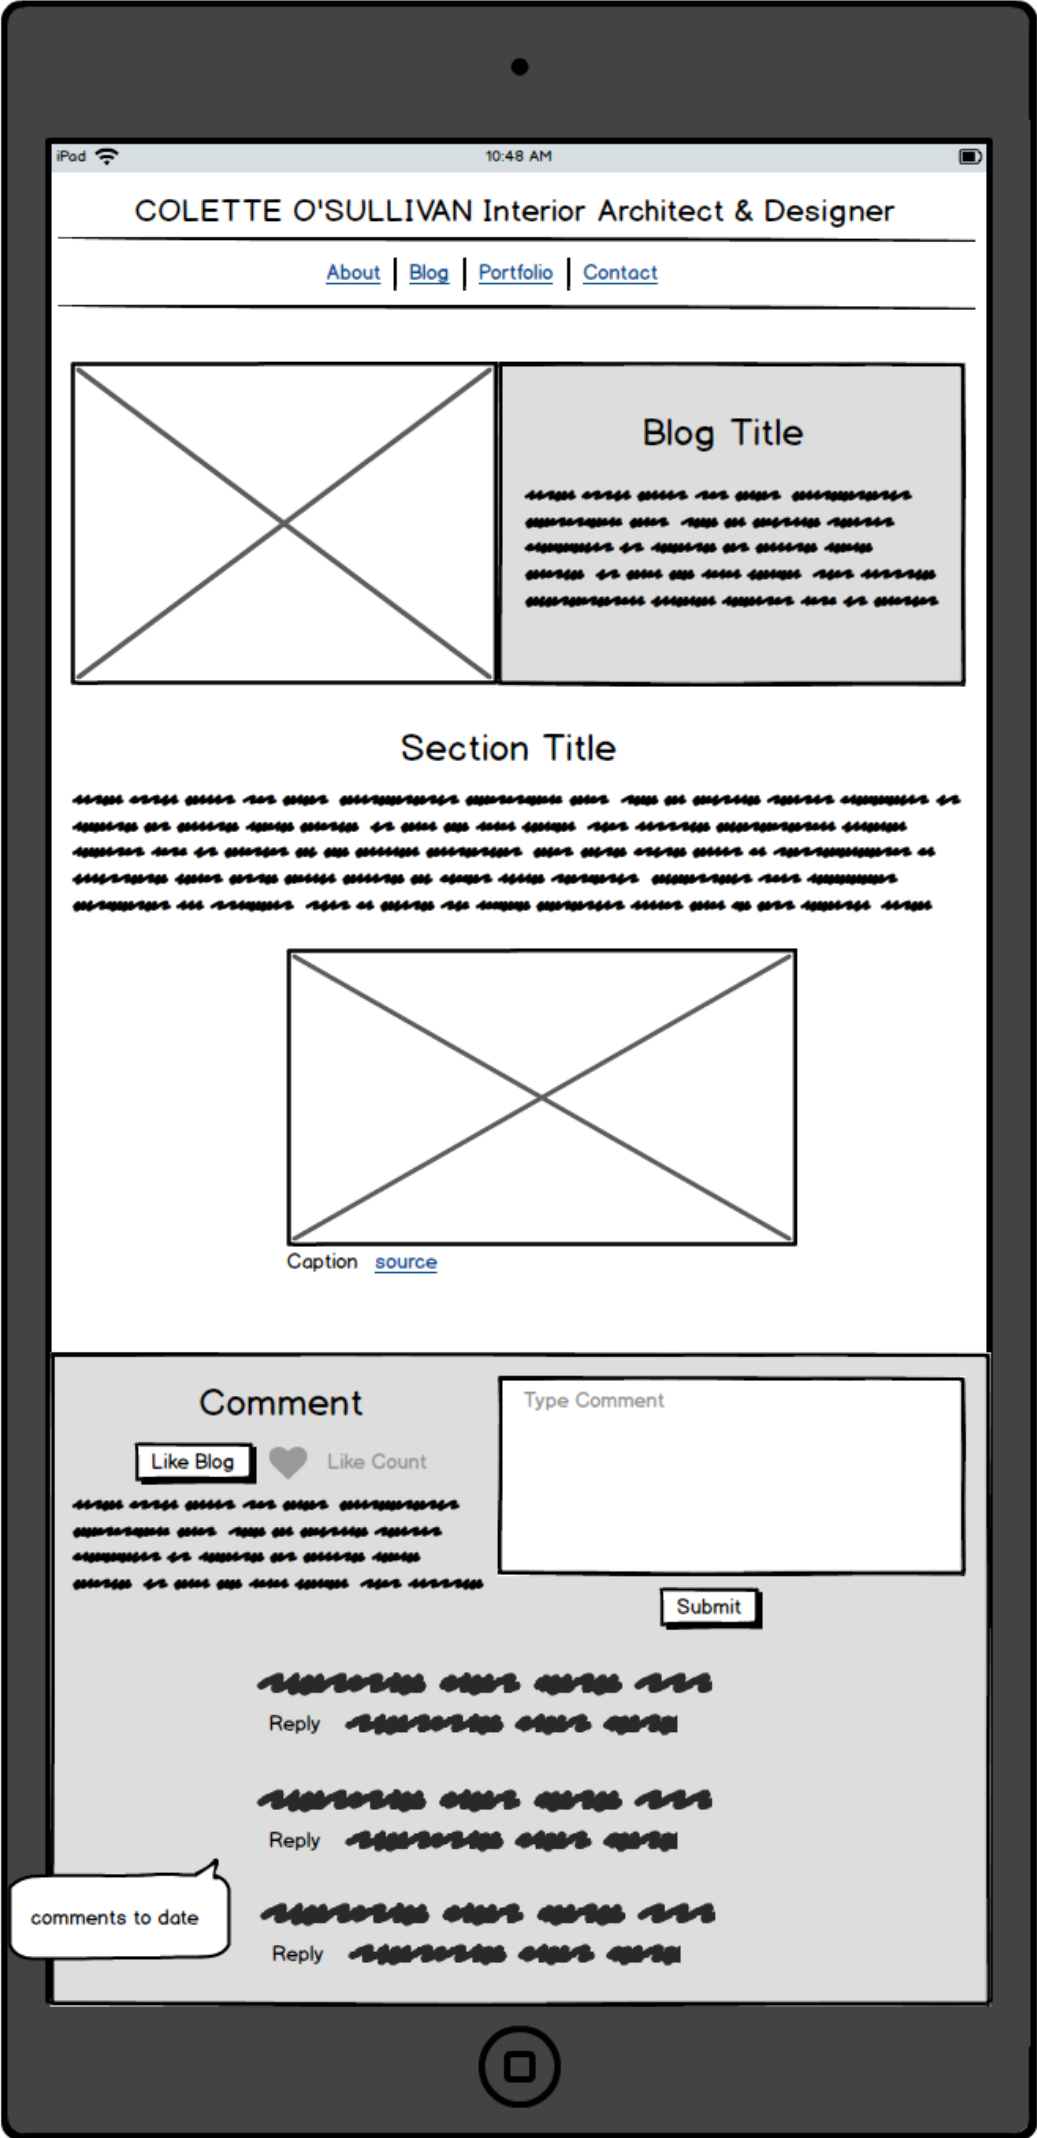 iPad
10:48 AM
COLETTE O'SULLIVAN Interior Architect & Designer
About | Blog | Portfolio | Contact
Blog Title
Section Title
Caption source
Comment
Like Blog Like Count
Type Comment
Submit
Reply
Reply
comments to date
Reply